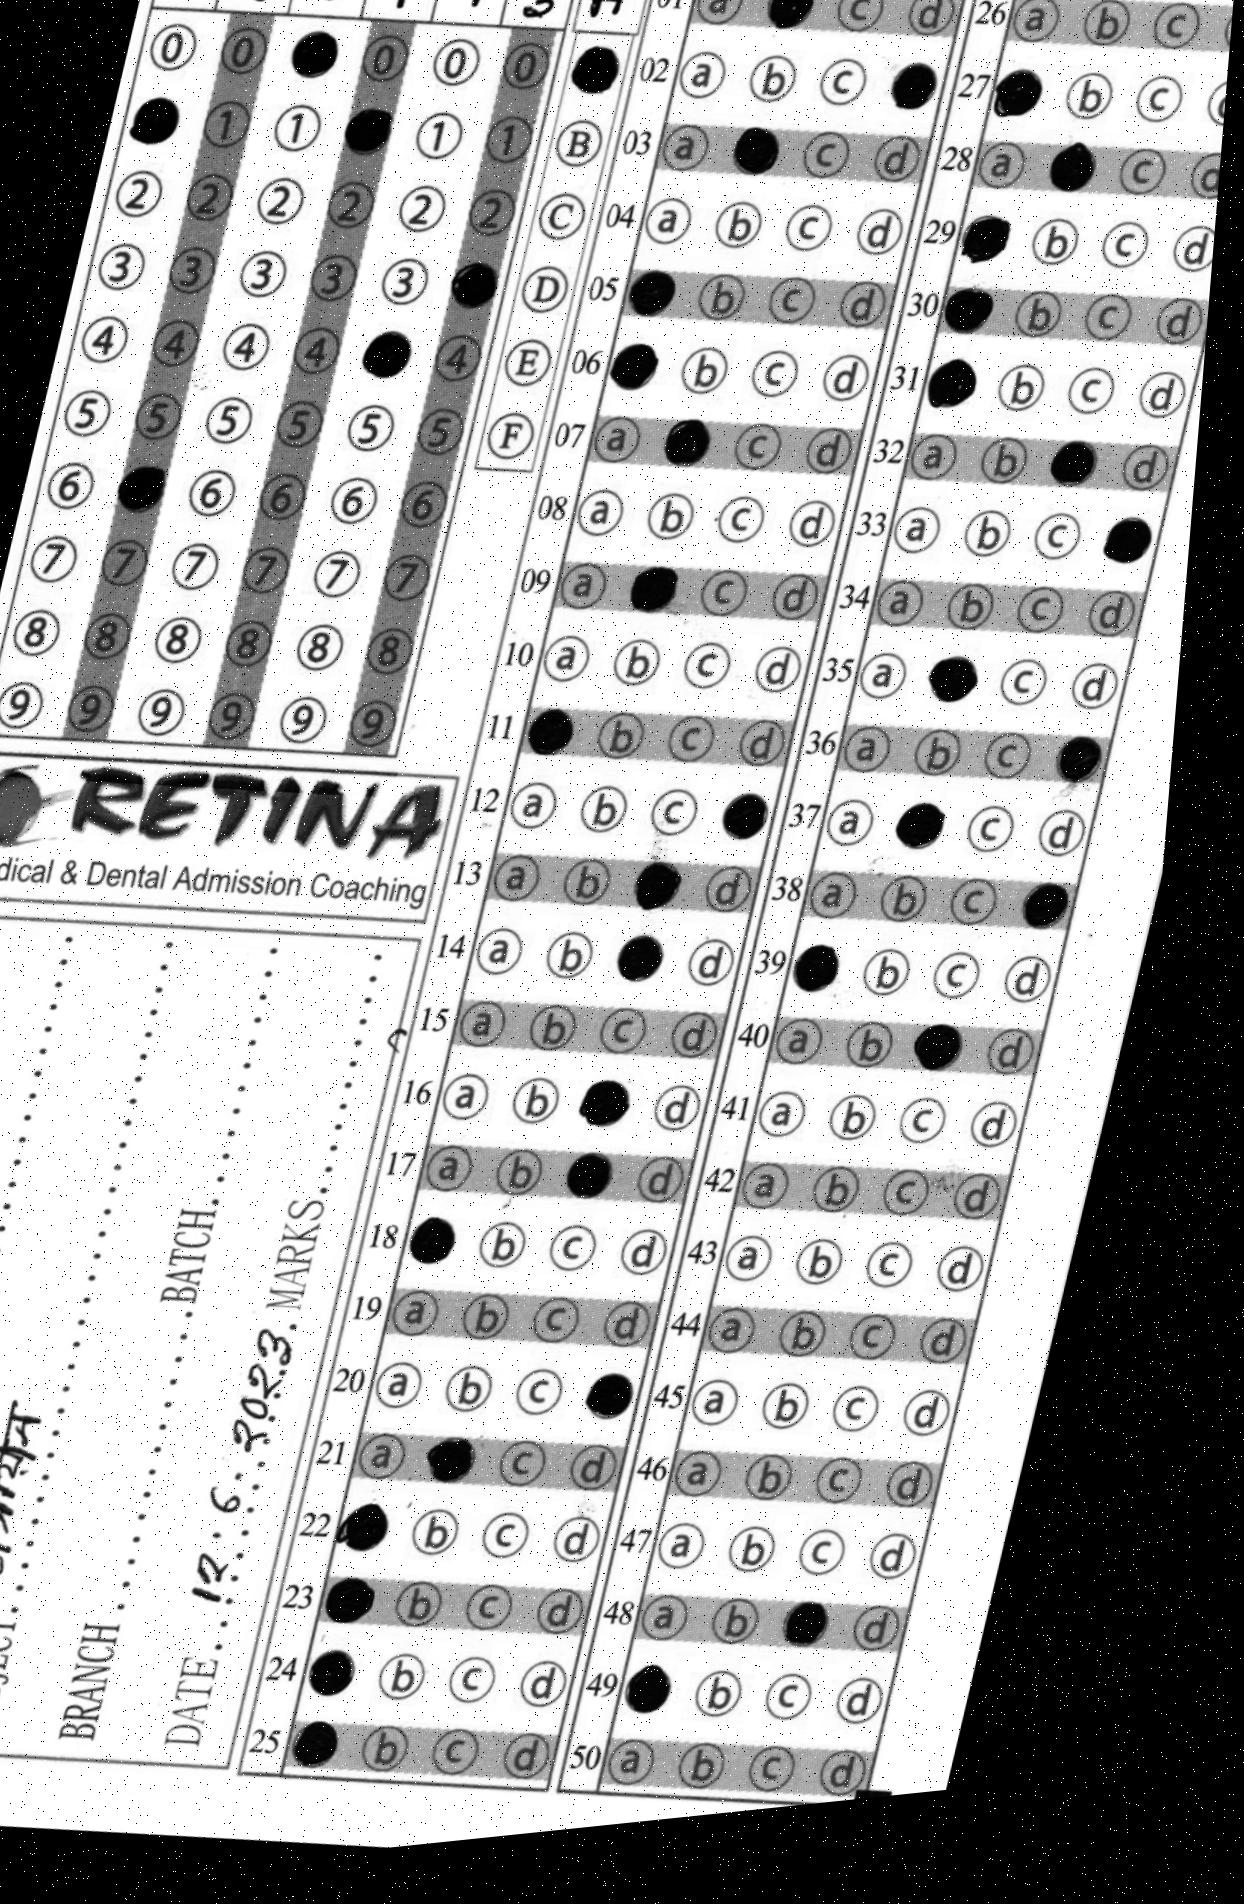 A
0 0 0 0 0
1 1 1 1
2 2 2 2 2 2
3 3 3 3 3
4 4 4 4 4
5 5 5 5 5 5
6 6 6 6 6
7 7 7 7 7 7
8 8 8 8 8 8
9 9 9 9 9 9
B
C
D
E
F
RETINA
dical & Dental Admission Coaching
BATCH
MARKS
BRANCH
DATE 12.6.2023
01 a c d
02 a b c
03 a c d
04 a b c d
05 b c d
06 b c d
07 a c d
08 a b c d
09 a c d
10 a b c d
11 b c d
12 a b c
13 a b d
14 a b d
15 a b c d
16 a b d
17 a b d
18 b c d
19 a b c d
20 a b c
21 a c d
22 b c d
23 b c d
24 b c d
25 b c d
26 a b c
27 b c
28 a c d
29 b c d
30 b c d
31 b c d
32 a b d
33 a b c
34 a b c d
35 a c d
36 a b c
37 a c d
38 a b c
39 b c d
40 a b d
41 a b c d
42 a b c d
43 a b c d
44 a b c d
45 a b c d
46 a b c d
47 a b c d
48 a b d
49 b c d
50 a b c d